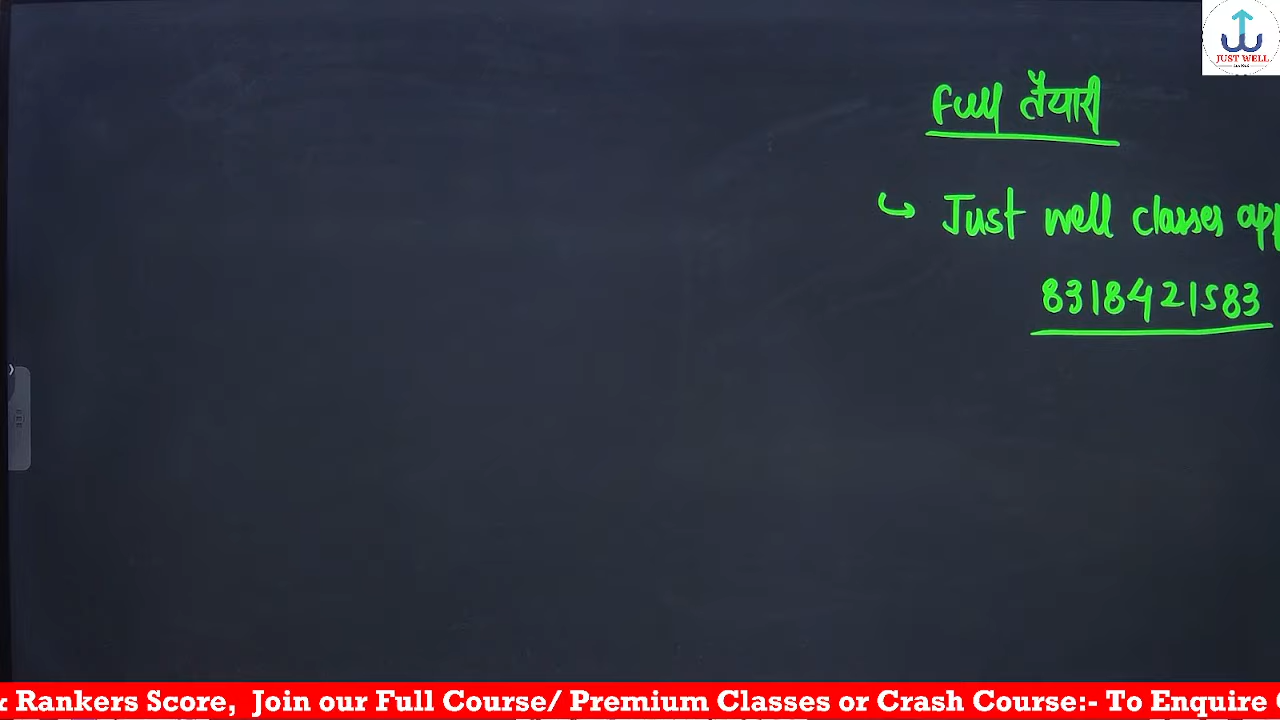 JUST WELL
Full तैयारी
↳ Just well classes app
8318421583
Rankers Score, Join our Full Course/ Premium Classes or Crash Course:- To Enquire